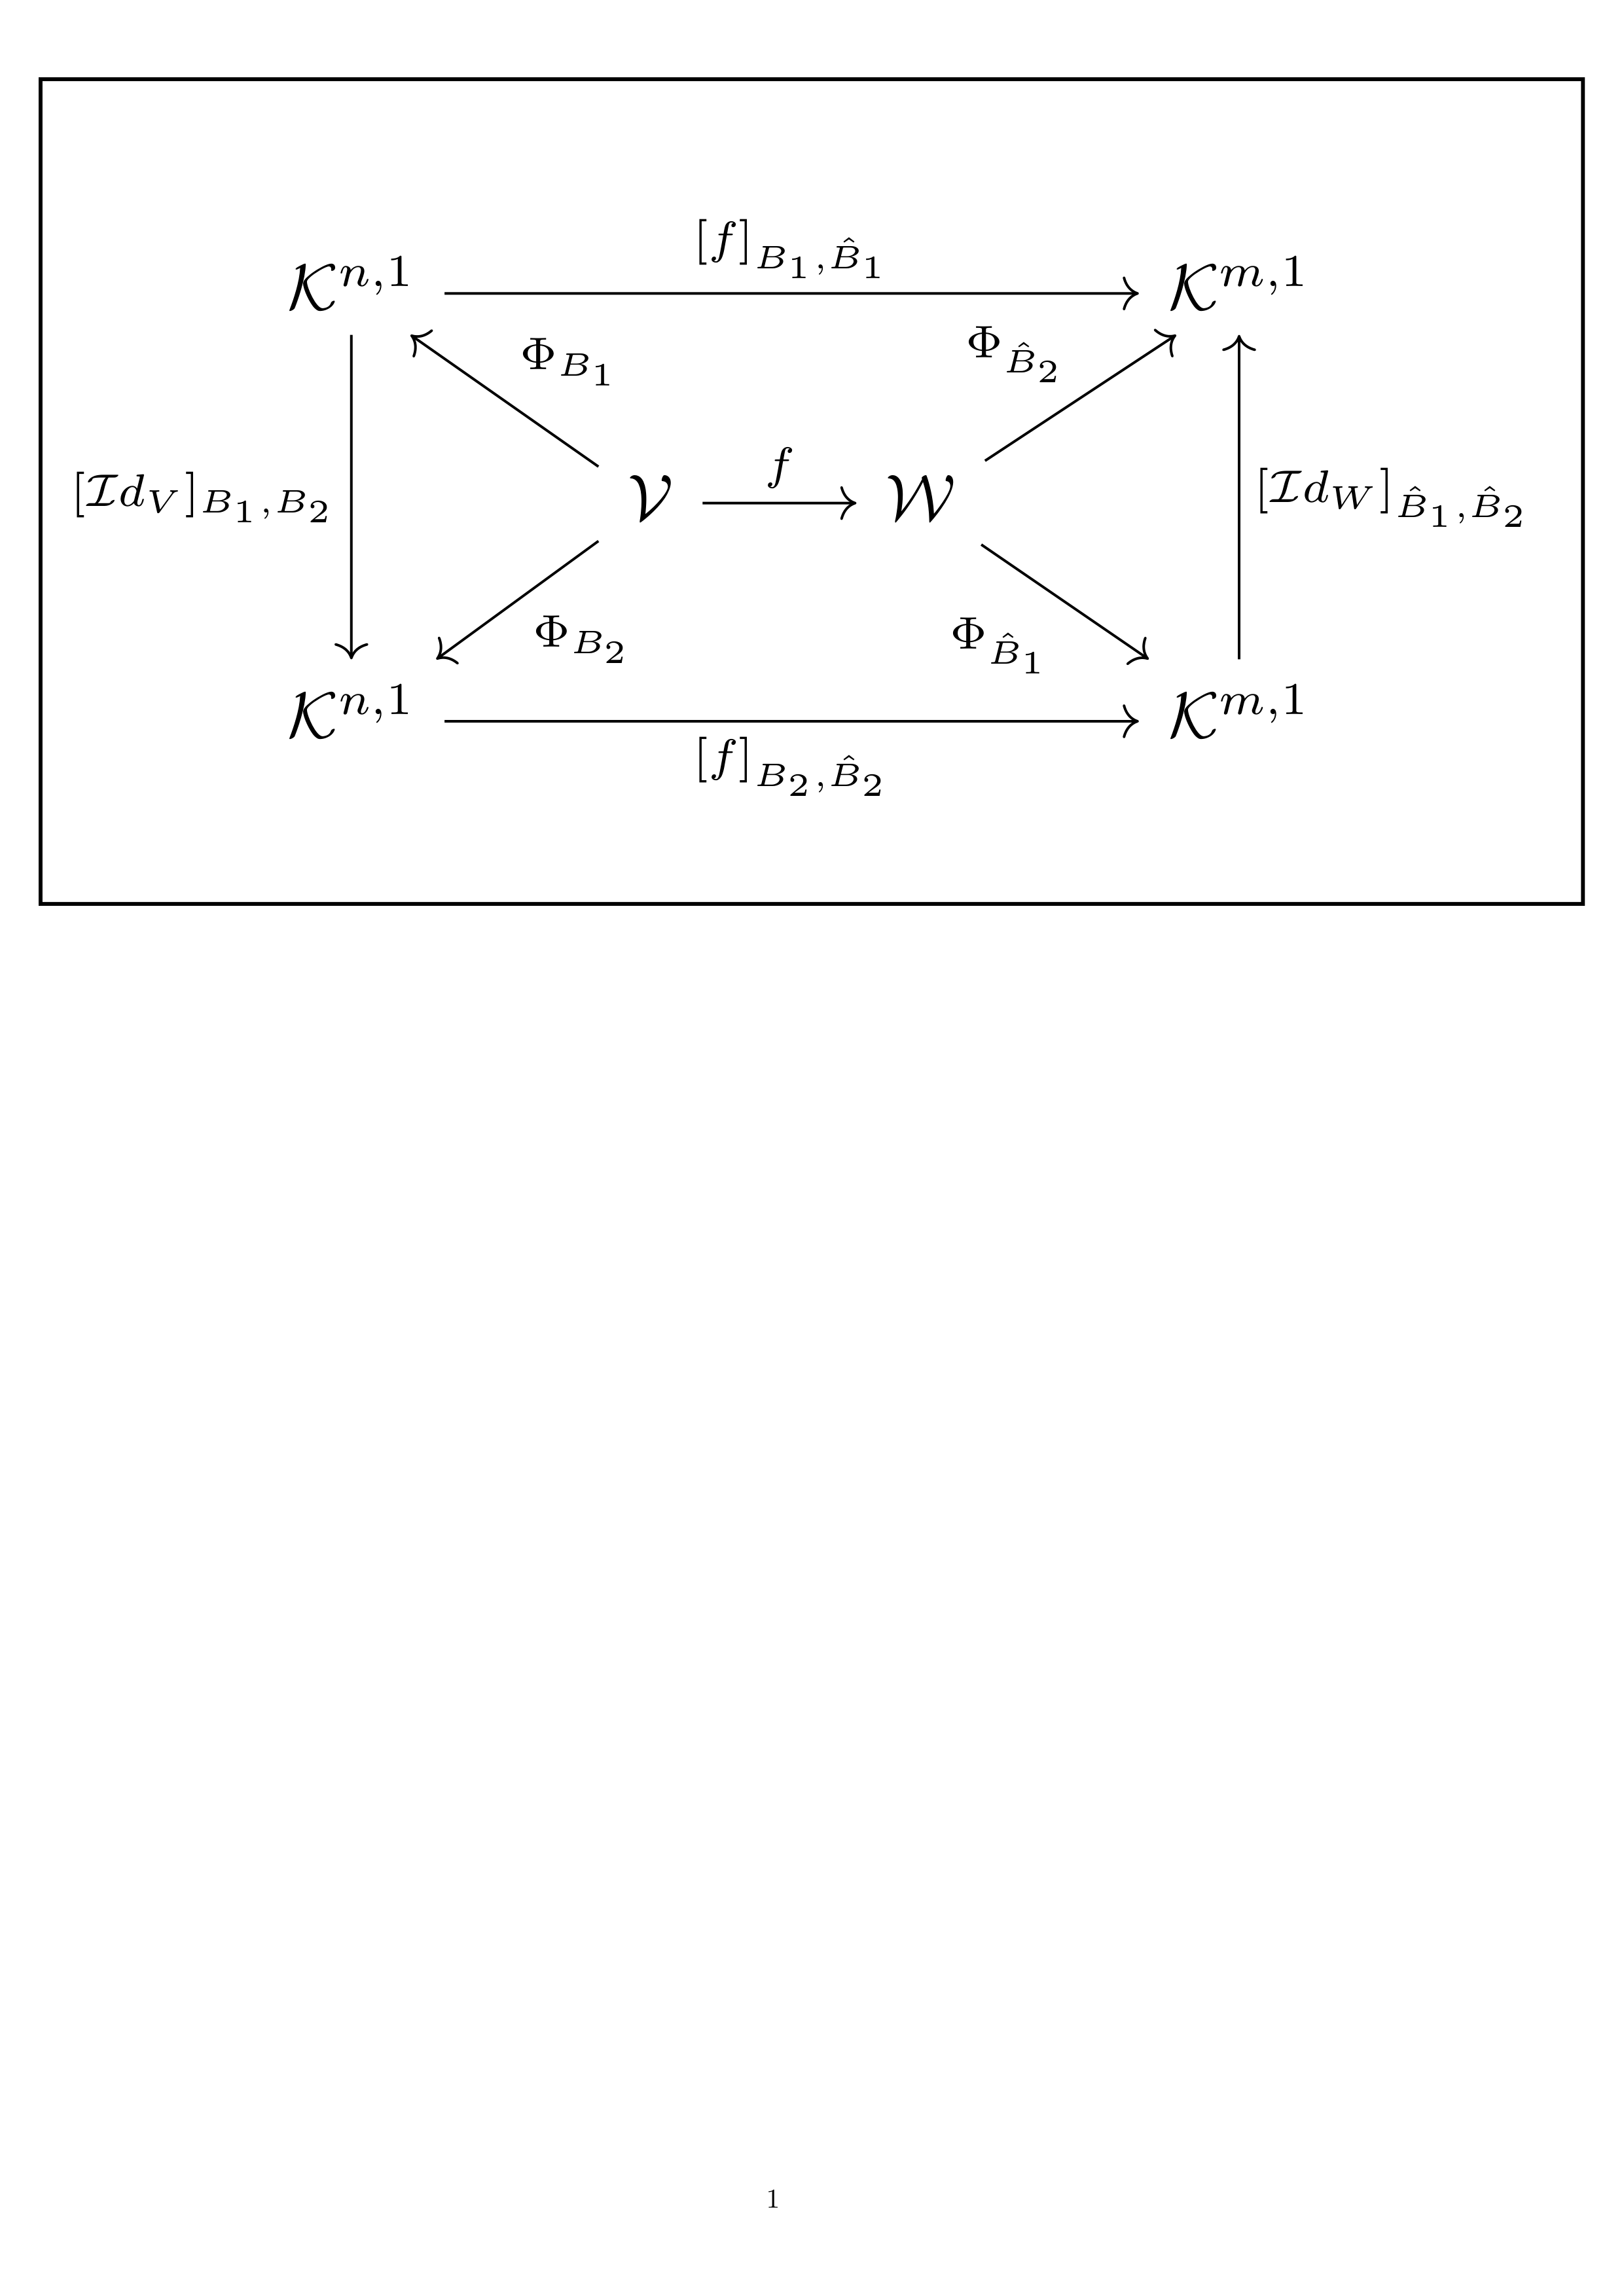 [f]_{B_1,\hat{B}_1}
𝒦^{n,1} 𝒦^{m,1}
Φ_{B_1} Φ_{\hat{B}_2}
[ℐd_V]_{B_1,B_2} 𝒱 f 𝒲 [ℐd_W]_{\hat{B}_1,\hat{B}_2}
Φ_{B_2} Φ_{\hat{B}_1}
𝒦^{n,1} 𝒦^{m,1}
[f]_{B_2,\hat{B}_2}
1